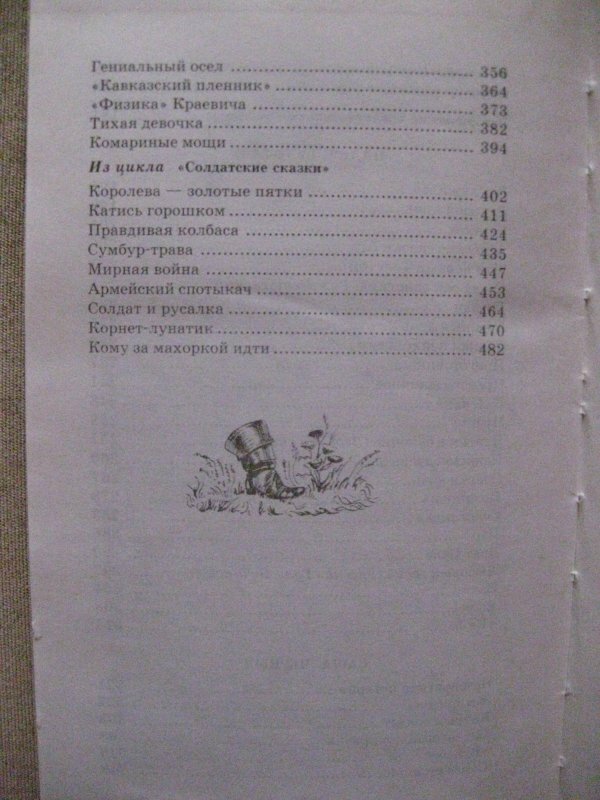 Гениальный осел ........ 356
«Кавказский пленник» ........ 364
«Физика» Краевича ........ 373
Тихая девочка ........ 382
Комариные мощи ........ 394
Из цикла «Солдатские сказки»
Королева — золотые пятки ........ 402
Катись горошком ........ 411
Правдивая колбаса ........ 424
Сумбур-трава ........ 435
Мирная война ........ 447
Армейский спотыкач ........ 453
Солдат и русалка ........ 464
Корнет-лунатик ........ 470
Кому за махоркой идти ........ 482